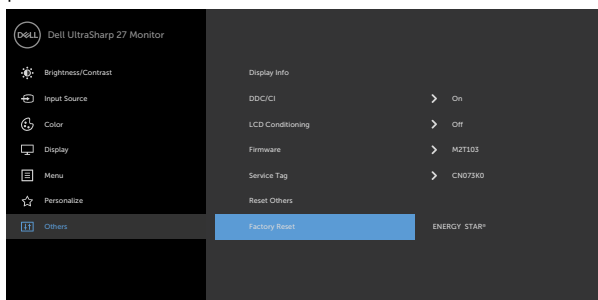 DELL Dell UltraSharp 27 Monitor
Brightness/Contrast Display Info
Input Source DDC/CI On
Color LCD Conditioning Off
Display Firmware M2T103
Menu Service Tag CN073K0
Personalize Reset Others
Others Factory Reset ENERGY STAR®